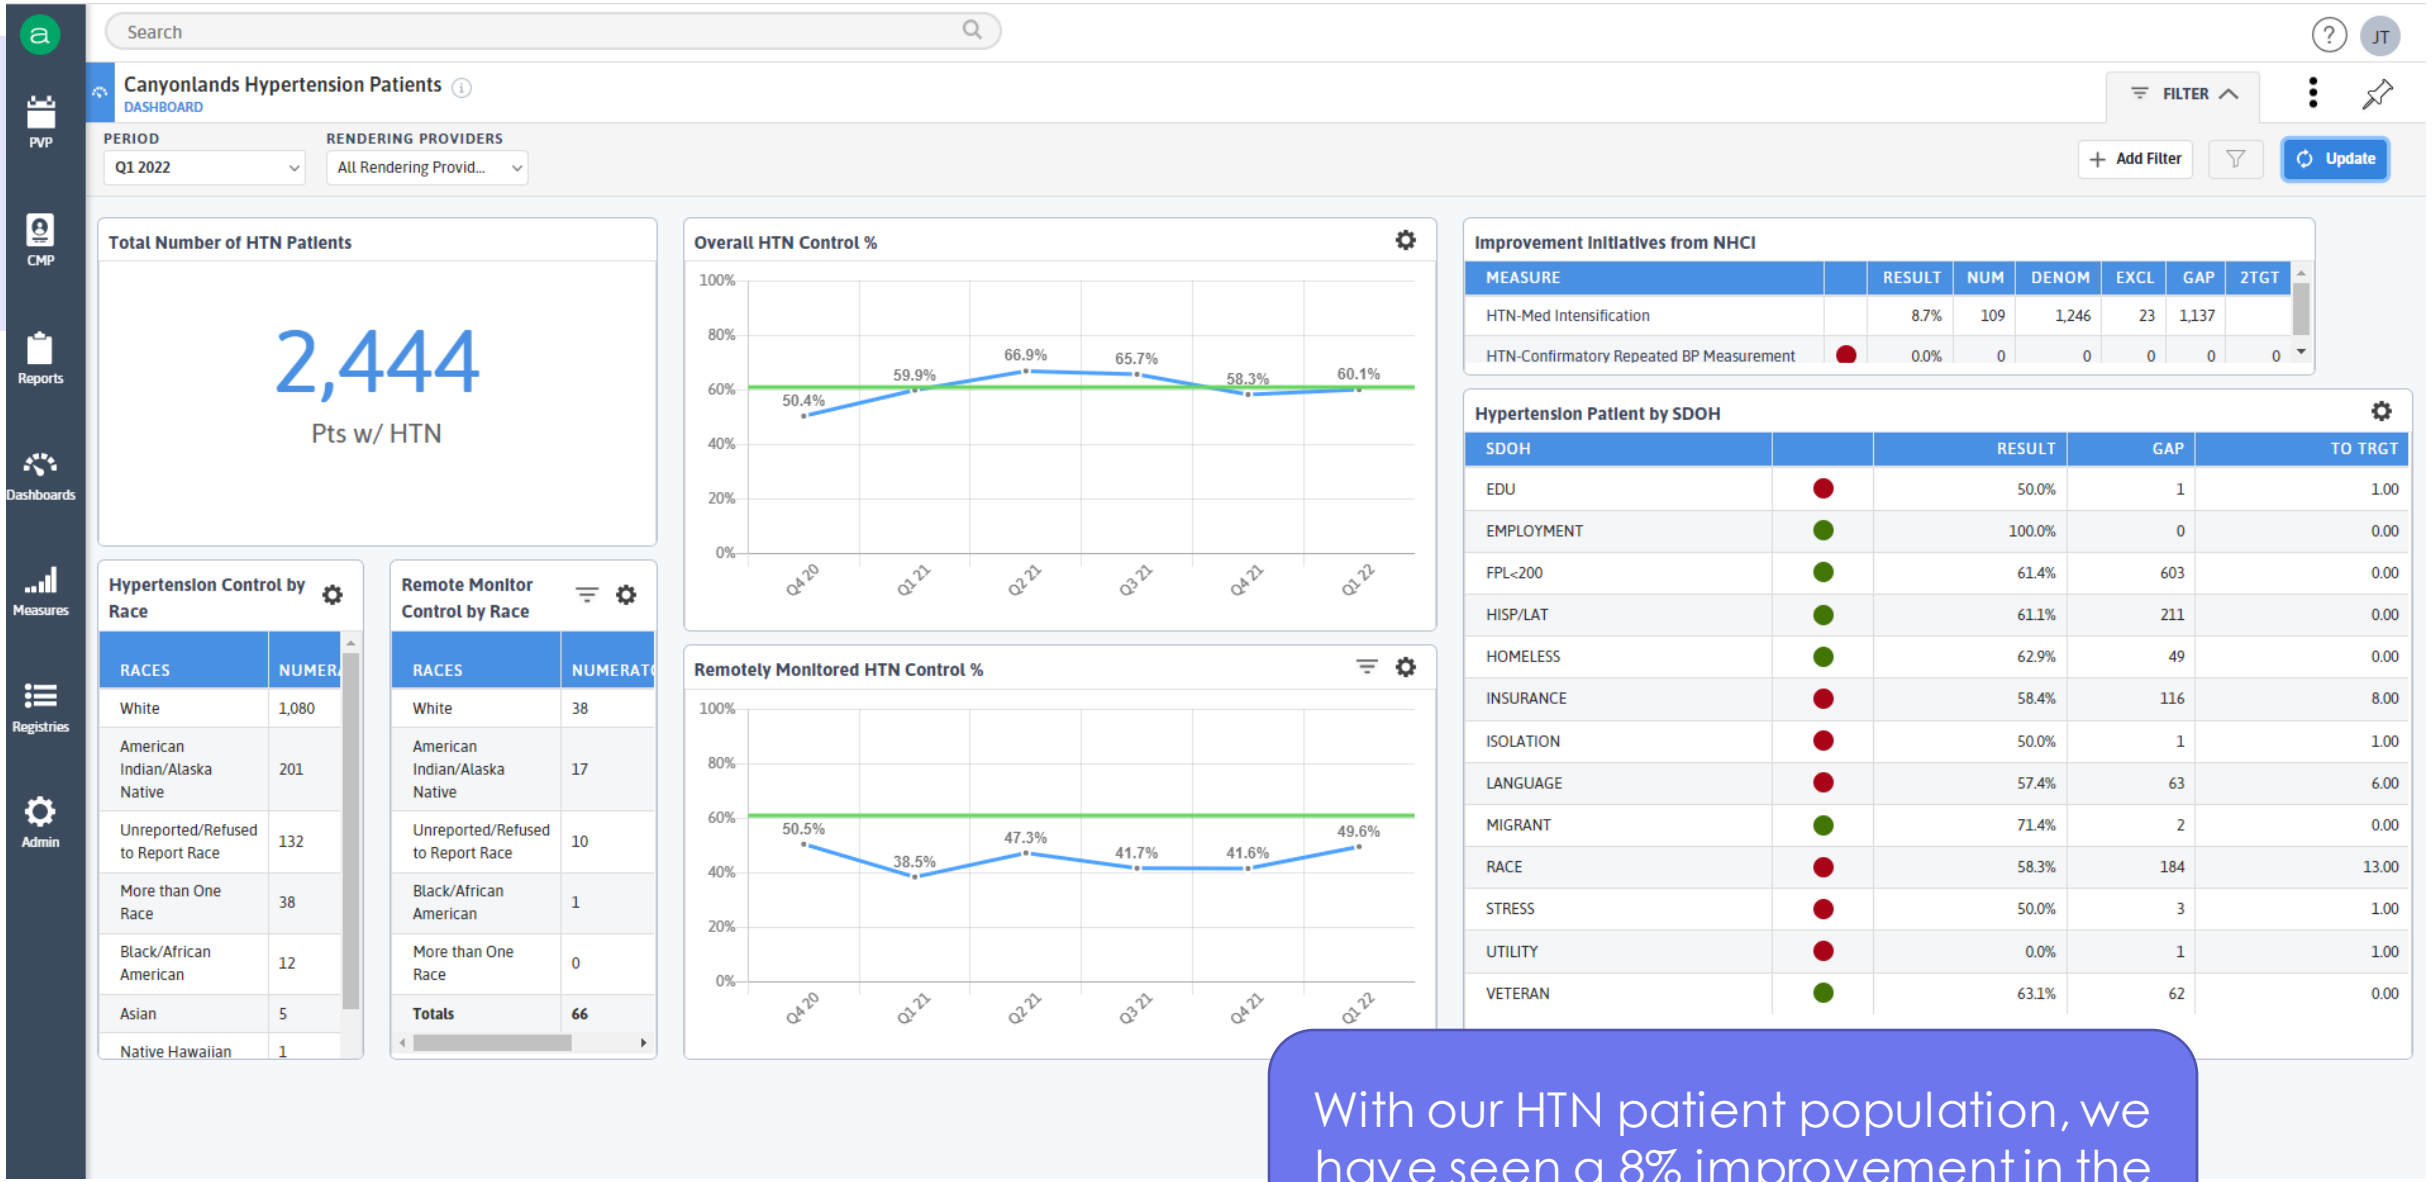 a
Search
?
JT
Canyonlands Hypertension Patients i
DASHBOARD
FILTER
PVP
PERIOD
RENDERING PROVIDERS
Q1 2022
All Rendering Provid...
+ Add Filter
Update
CMP
Reports
Dashboards
Measures
Registries
Admin
Total Number of HTN Patients
2,444
Pts w/ HTN
Overall HTN Control %
100%
80%
60%
40%
20%
0%
50.4%
59.9%
66.9%
65.7%
58.3%
60.1%
Q4 20
Q1 21
Q2 21
Q3 21
Q4 21
Q1 22
Improvement Initiatives from NHCI
MEASURE RESULT NUM DENOM EXCL GAP 2TGT
HTN-Med Intensification 8.7% 109 1,246 23 1,137
HTN-Confirmatory Repeated BP Measurement 0.0% 0 0 0 0 0
Hypertension Patient by SDOH
SDOH RESULT GAP TO TRGT
EDU 50.0% 1 1.00
EMPLOYMENT 100.0% 0 0.00
FPL<200 61.4% 603 0.00
HISP/LAT 61.1% 211 0.00
HOMELESS 62.9% 49 0.00
INSURANCE 58.4% 116 8.00
ISOLATION 50.0% 1 1.00
LANGUAGE 57.4% 63 6.00
MIGRANT 71.4% 2 0.00
RACE 58.3% 184 13.00
STRESS 50.0% 3 1.00
UTILITY 0.0% 1 1.00
VETERAN 63.1% 62 0.00
Hypertension Control by
Race
RACES NUMERA
White 1,080
American
Indian/Alaska 201
Native
Unreported/Refused
to Report Race 132
More than One
Race 38
Black/African
American 12
Asian 5
Native Hawaiian 1
Remote Monitor
Control by Race
RACES NUMERATO
White 38
American
Indian/Alaska 17
Native
Unreported/Refused
to Report Race 10
Black/African
American 1
More than One
Race 0
Totals 66
Remotely Monitored HTN Control %
100%
80%
60%
40%
20%
0%
50.5%
38.5%
47.3%
41.7%
41.6%
49.6%
Q4 20
Q1 21
Q2 21
Q3 21
Q4 21
Q1 22
With our HTN patient population, we
have seen a 8% improvement in the